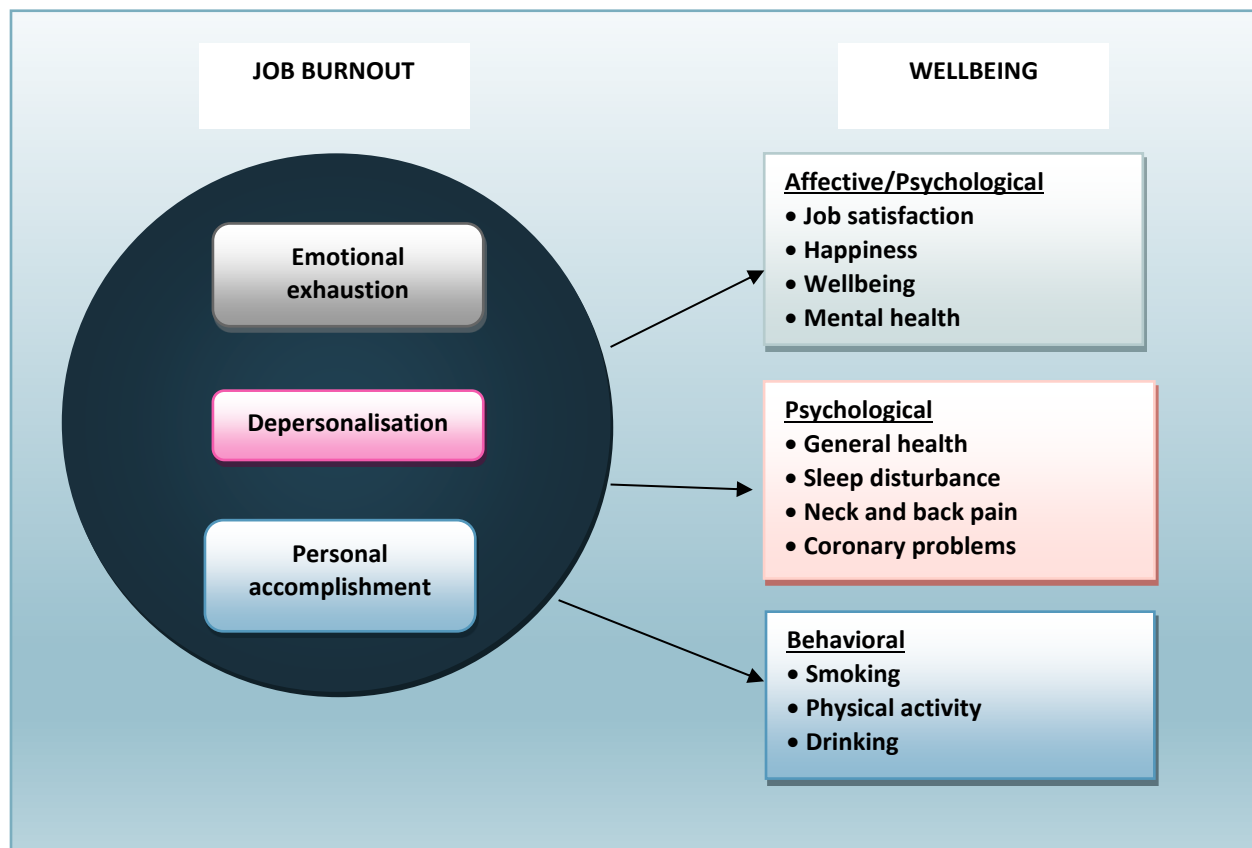 JOB BURNOUT
WELLBEING
Emotional
exhaustion
Depersonalisation
Personal
accomplishment
Affective/Psychological
• Job satisfaction
• Happiness
• Wellbeing
• Mental health
Psychological
• General health
• Sleep disturbance
• Neck and back pain
• Coronary problems
Behavioral
• Smoking
• Physical activity
• Drinking